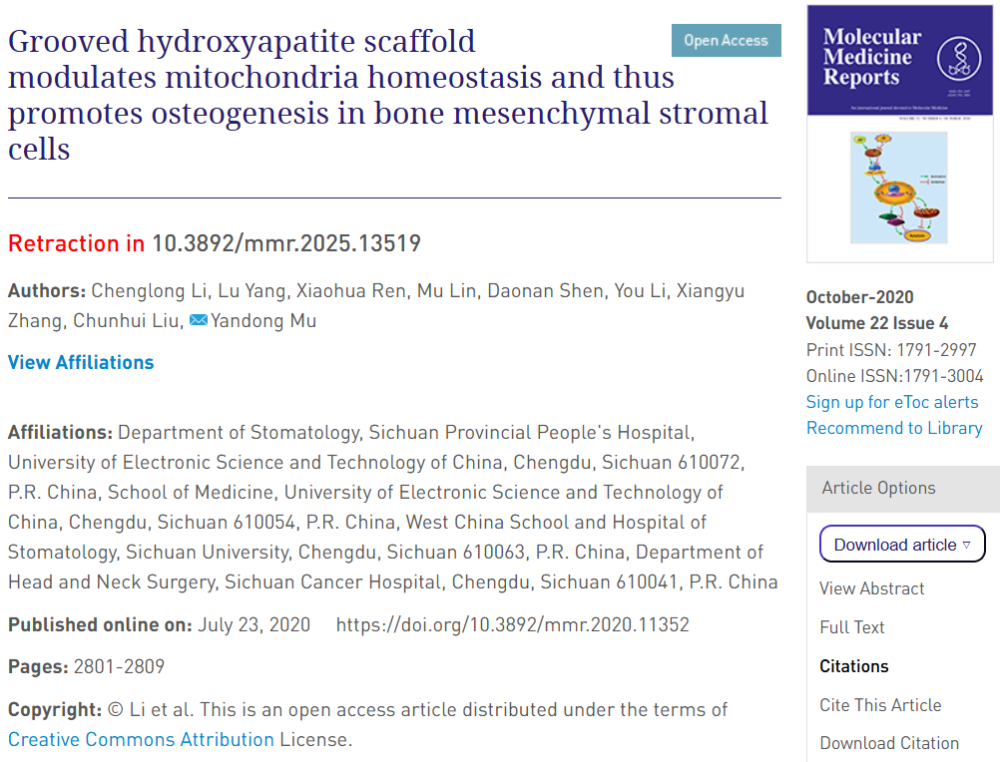 Grooved hydroxyapatite scaffold
modulates mitochondria homeostasis and thus
promotes osteogenesis in bone mesenchymal stromal
cells
Open Access
Retraction in 10.3892/mmr.2025.13519
Authors: Chenglong Li, Lu Yang, Xiaohua Ren, Mu Lin, Daonan Shen, You Li, Xiangyu
Zhang, Chunhui Liu, Yandong Mu
View Affiliations
Affiliations: Department of Stomatology, Sichuan Provincial People's Hospital,
University of Electronic Science and Technology of China, Chengdu, Sichuan 610072,
P.R. China, School of Medicine, University of Electronic Science and Technology of
China, Chengdu, Sichuan 610054, P.R. China, West China School and Hospital of
Stomatology, Sichuan University, Chengdu, Sichuan 610063, P.R. China, Department of
Head and Neck Surgery, Sichuan Cancer Hospital, Chengdu, Sichuan 610041, P.R. China
Published online on: July 23, 2020 https://doi.org/10.3892/mmr.2020.11352
Pages: 2801-2809
Copyright: © Li et al. This is an open access article distributed under the terms of
Creative Commons Attribution License.
Molecular
Medicine
Reports
October-2020
Volume 22 Issue 4
Print ISSN: 1791-2997
Online ISSN:1791-3004
Sign up for eToc alerts
Recommend to Library
Article Options
Download article ▿
View Abstract
Full Text
Citations
Cite This Article
Download Citation